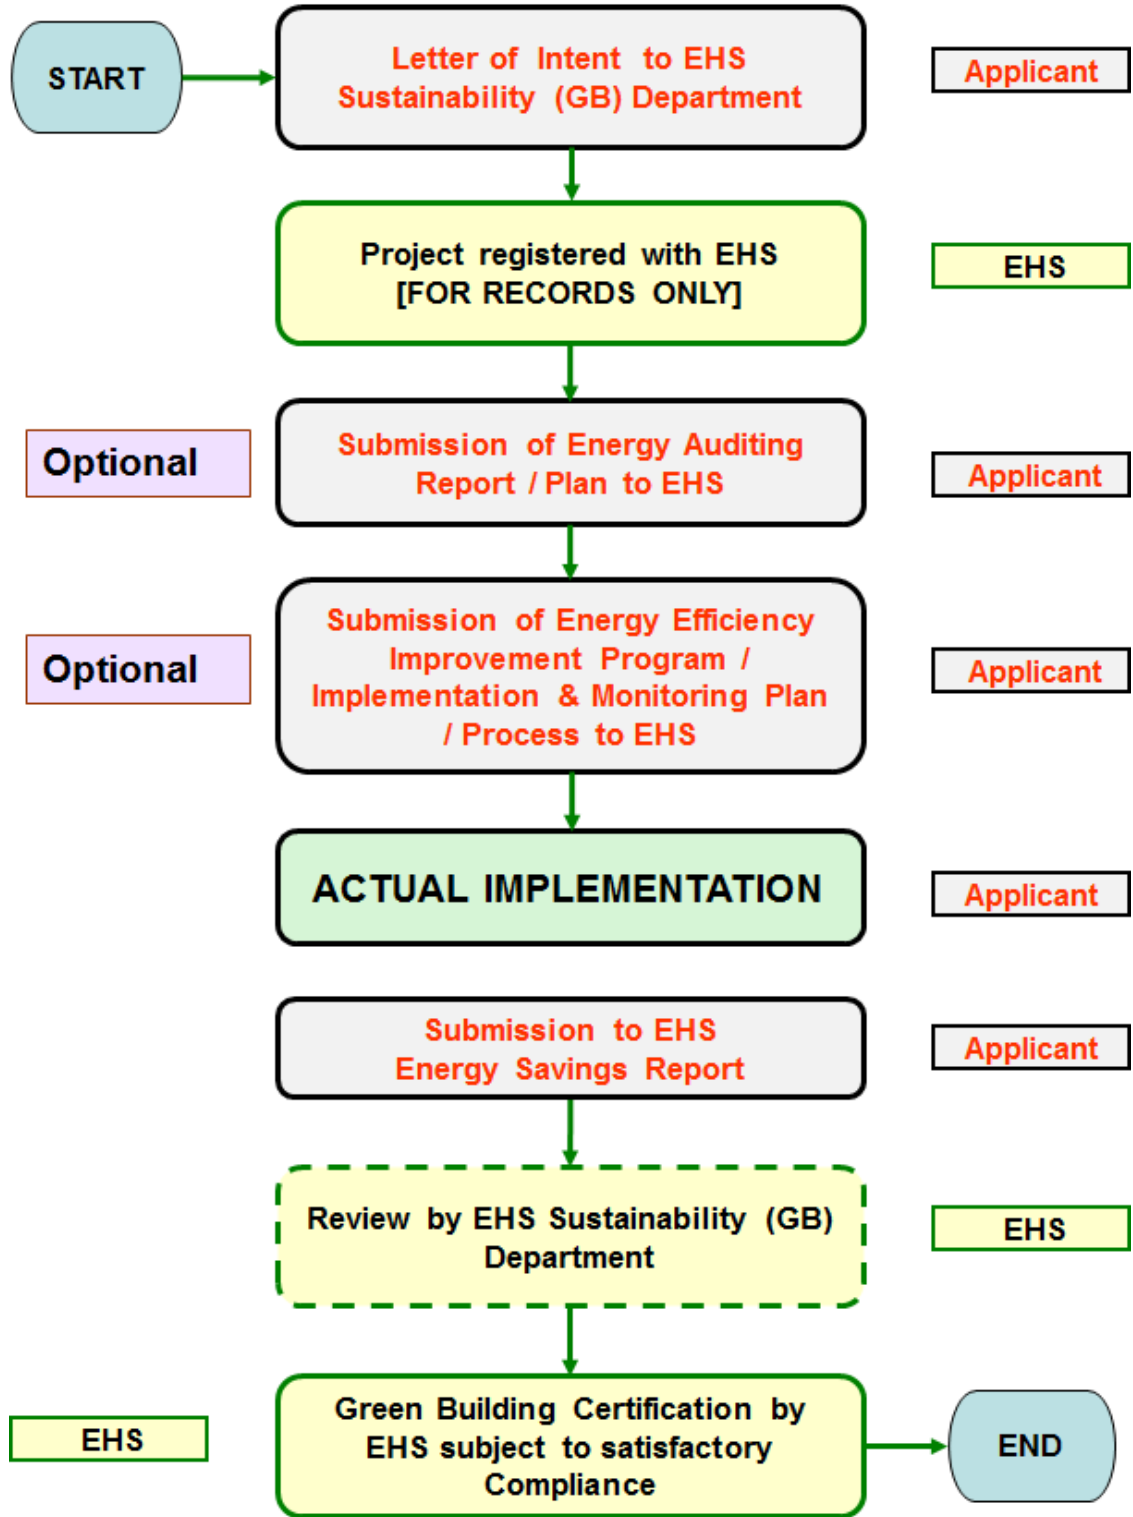 START
Letter of Intent to EHS
Sustainability (GB) Department
Applicant
Project registered with EHS
[FOR RECORDS ONLY]
EHS
Optional
Submission of Energy Auditing
Report / Plan to EHS
Applicant
Optional
Submission of Energy Efficiency
Improvement Program /
Implementation & Monitoring Plan
/ Process to EHS
Applicant
ACTUAL IMPLEMENTATION
Applicant
Submission to EHS
Energy Savings Report
Applicant
Review by EHS Sustainability (GB)
Department
EHS
EHS
Green Building Certification by
EHS subject to satisfactory
Compliance
END